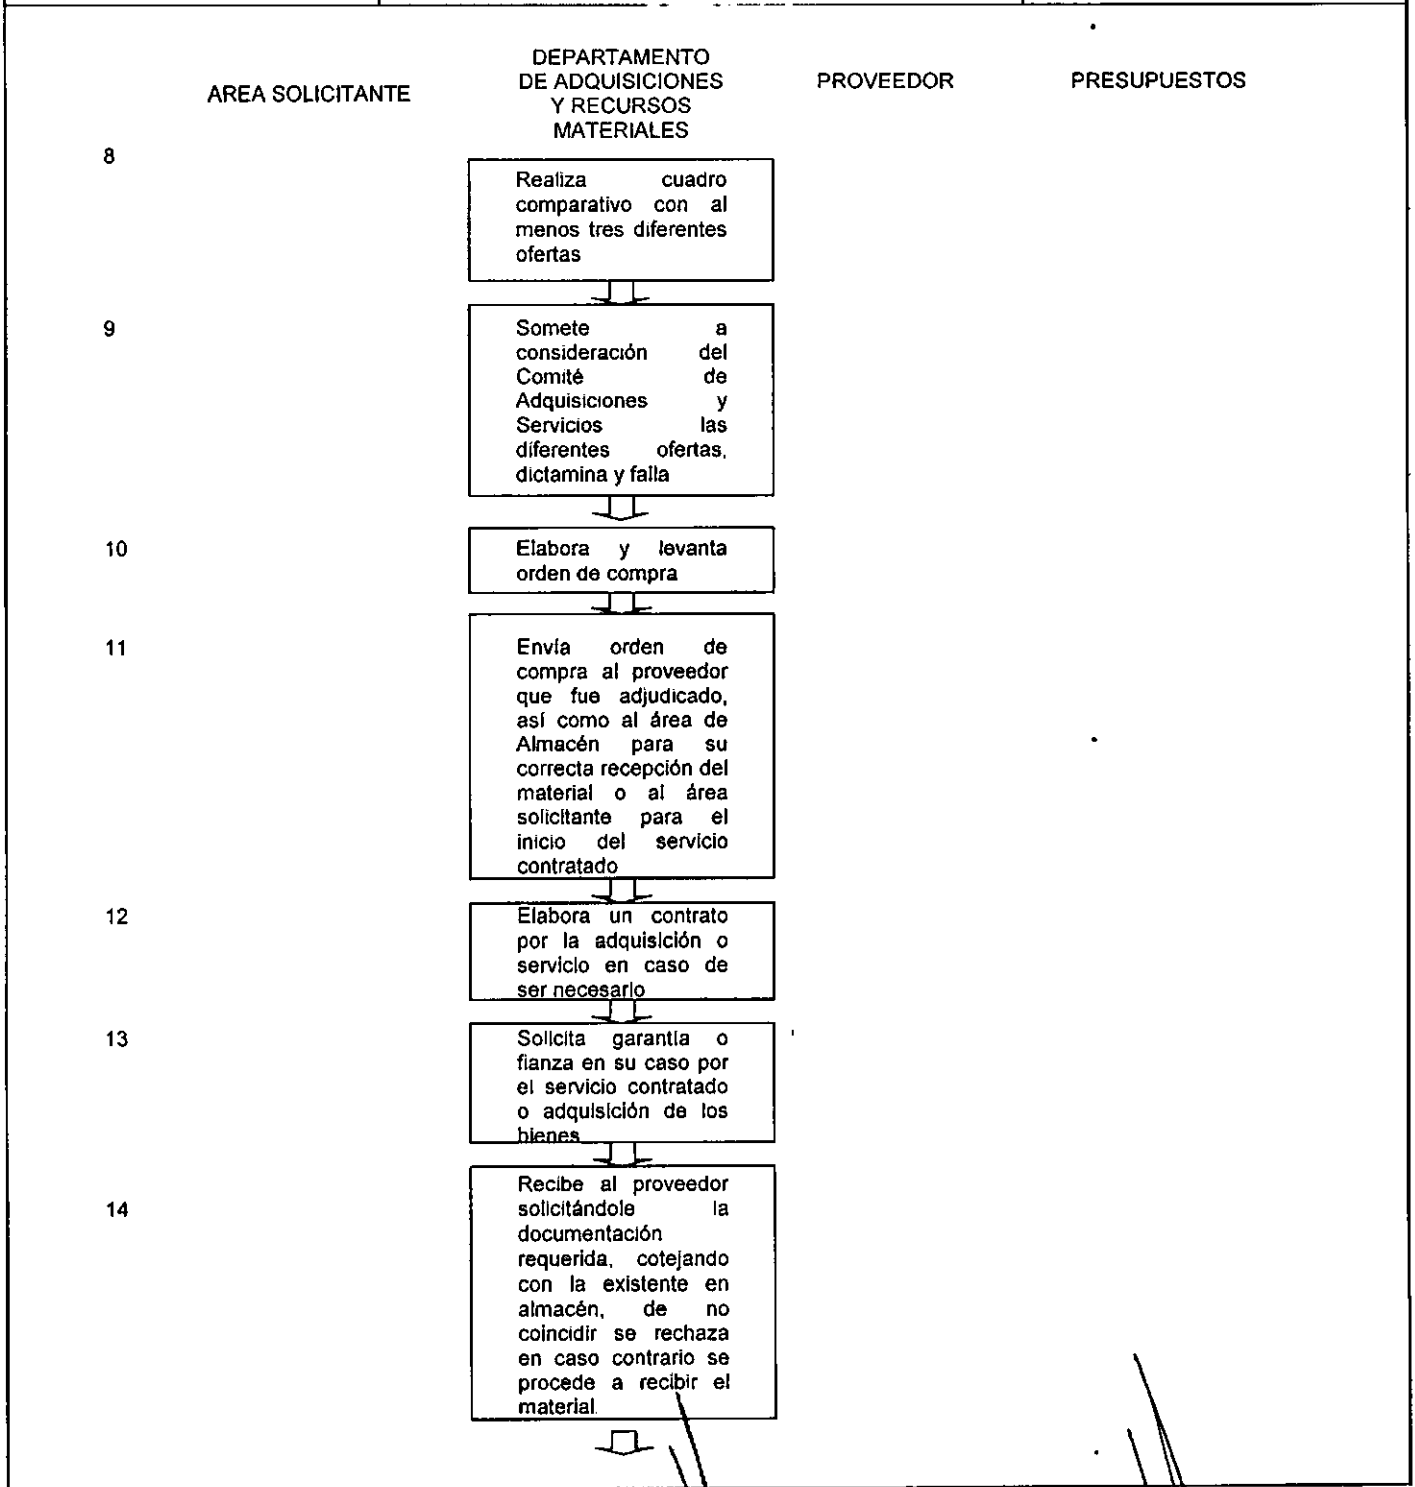 AREA SOLICITANTE
DEPARTAMENTO
DE ADQUISICIONES
Y RECURSOS
MATERIALES
PROVEEDOR
PRESUPUESTOS
8
Realiza cuadro
comparativo con al
menos tres diferentes
ofertas
9
Somete a
consideración del
Comité de
Adquisiciones y
Servicios las
diferentes ofertas,
dictamina y falla
10
Elabora y levanta
orden de compra
11
Envía orden de
compra al proveedor
que fue adjudicado,
así como al área de
Almacén para su
correcta recepción del
material o al área
solicitante para el
inicio del servicio
contratado
12
Elabora un contrato
por la adquisición o
servicio en caso de
ser necesario
13
Solicita garantía o
fianza en su caso por
el servicio contratado
o adquisición de los
bienes
14
Recibe al proveedor
solicitándole la
documentación
requerida, cotejando
con la existente en
almacén, de no
coincidir se rechaza
en caso contrario se
procede a recibir el
material.